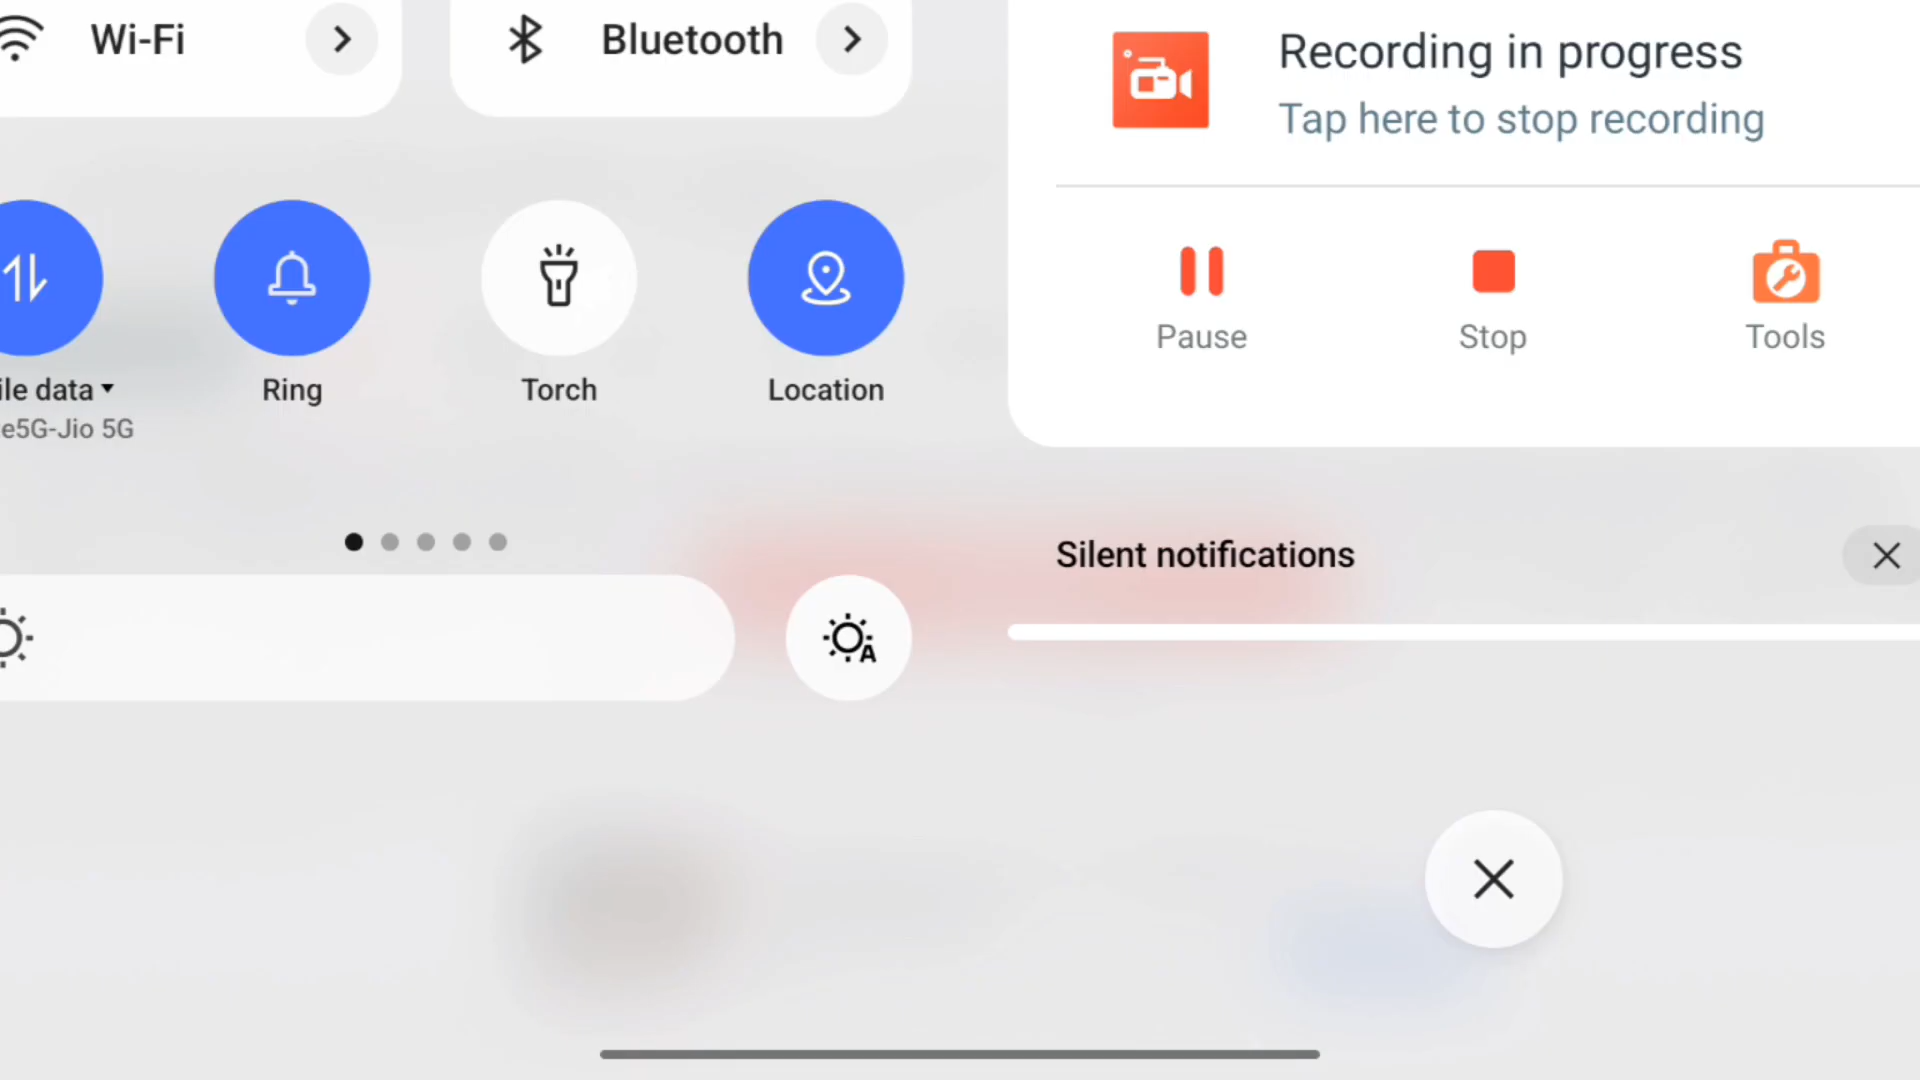 Wi-Fi
Bluetooth
ile data
e5G-Jio 5G
Ring
Torch
Location
A
Recording in progress
Tap here to stop recording
Pause
Stop
Tools
Silent notifications